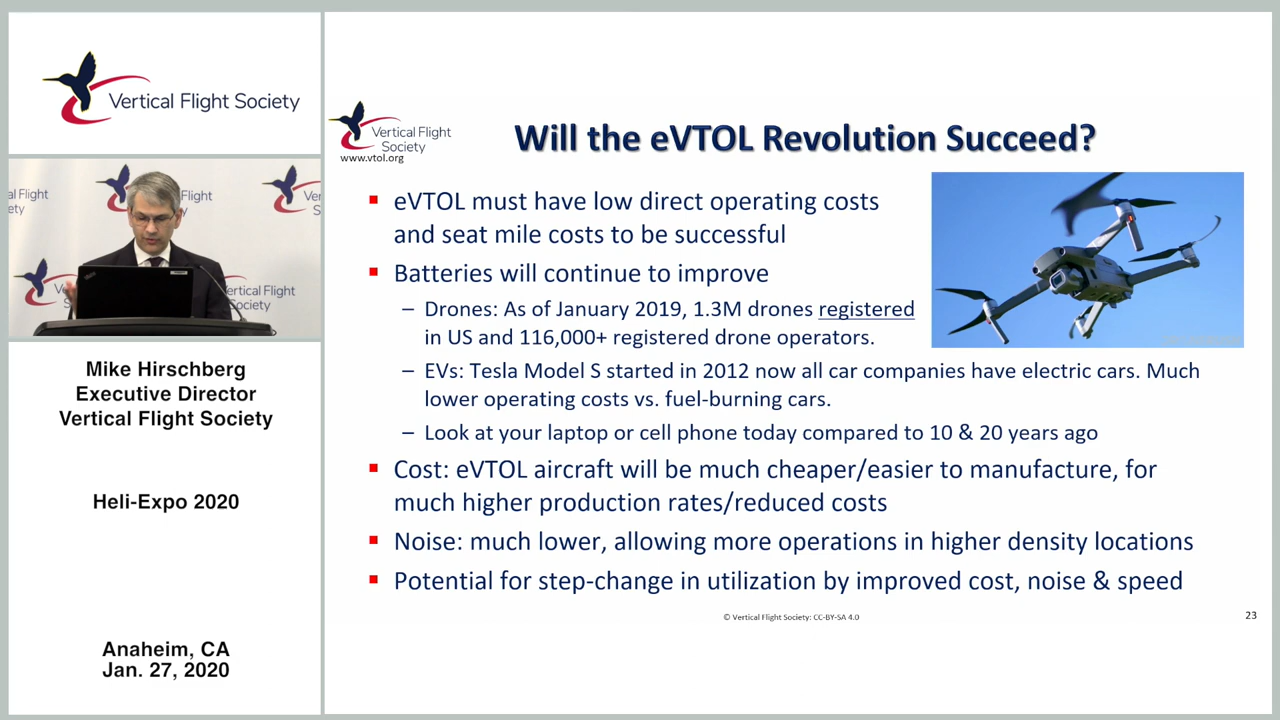 Vertical Flight Society
Mike Hirschberg
Executive Director
Vertical Flight Society
Heli-Expo 2020
Anaheim, CA
Jan. 27, 2020
Vertical Flight
Society
www.vtol.org
Will the eVTOL Revolution Succeed?
▪ eVTOL must have low direct operating costs
and seat mile costs to be successful
▪ Batteries will continue to improve
– Drones: As of January 2019, 1.3M drones registered
in US and 116,000+ registered drone operators.
– EVs: Tesla Model S started in 2012 now all car companies have electric cars. Much
lower operating costs vs. fuel-burning cars.
– Look at your laptop or cell phone today compared to 10 & 20 years ago
▪ Cost: eVTOL aircraft will be much cheaper/easier to manufacture, for
much higher production rates/reduced costs
▪ Noise: much lower, allowing more operations in higher density locations
▪ Potential for step-change in utilization by improved cost, noise & speed
© Vertical Flight Society: CC-BY-SA 4.0
23